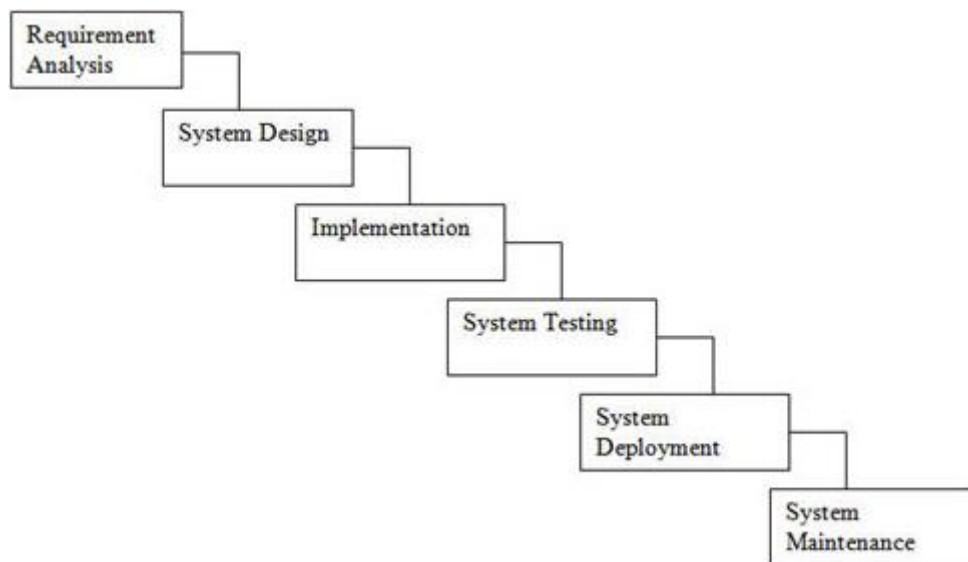 Requirement
Analysis
System Design
Implementation
System Testing
System
Deployment
System
Maintenance